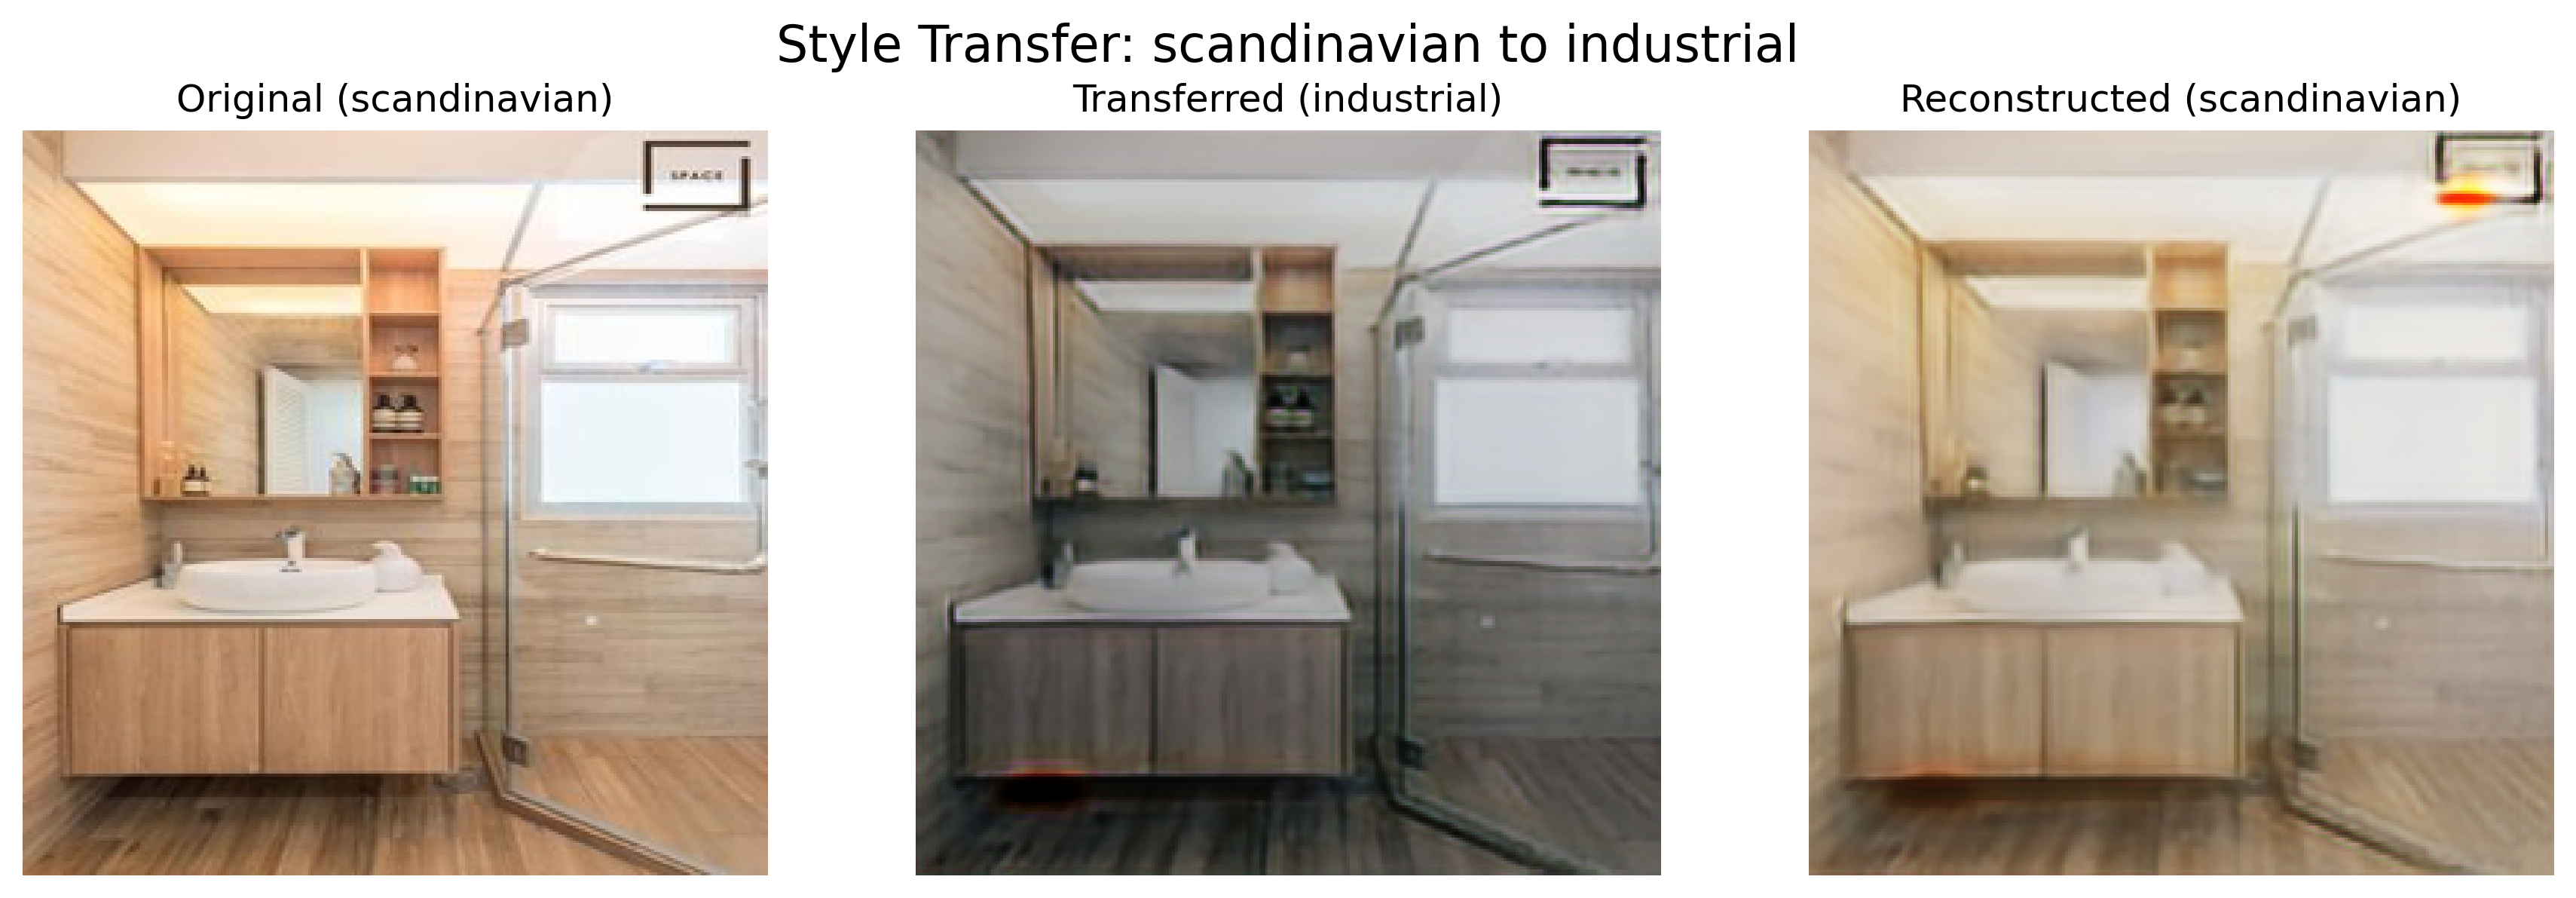 Style Transfer: scandinavian to industrial
Original (scandinavian)
Transferred (industrial)
Reconstructed (scandinavian)
SPACE